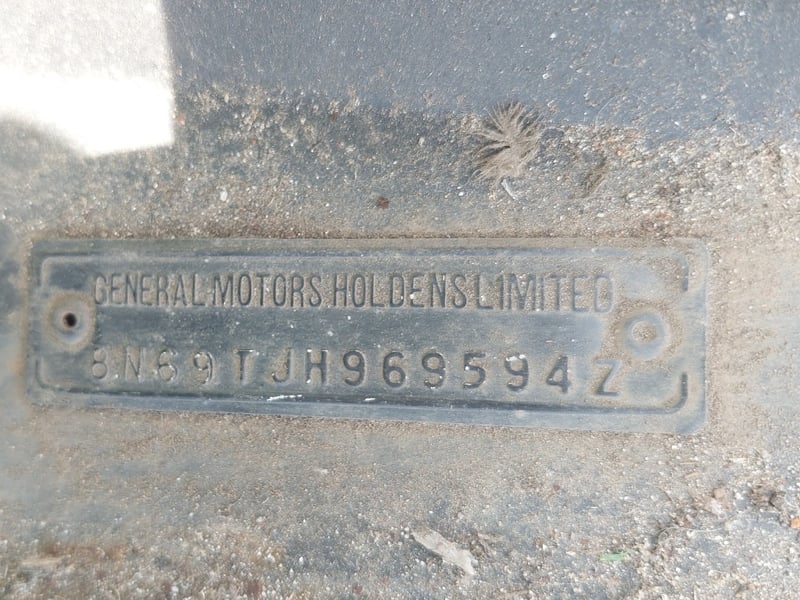 GENERAL MOTORS HOLDENS LIMITED
8N69TJH969594Z